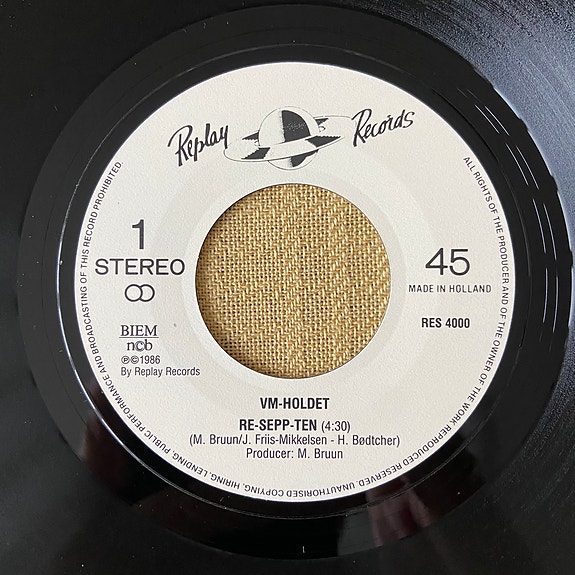 Replay Records
1
STEREO
45
MADE IN HOLLAND
RES 4000
BIEM
ncb
℗©1986
By Replay Records
VM-HOLDET
RE-SEPP-TEN (4:30)
(M. Bruun/J. Friis-Mikkelsen - H. Bødtcher)
Producer: M. Bruun
ALL RIGHTS OF THE PRODUCER AND OF THE OWNER OF THE WORK REPRODUCED RESERVED. UNAUTHORISED COPYING, HIRING, LENDING, PUBLIC PERFORMANCE AND BROADCASTING OF THIS RECORD PROHIBITED.